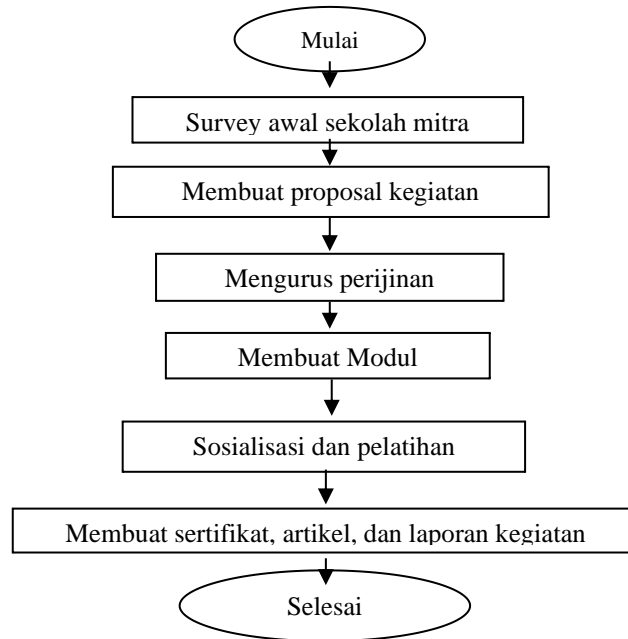 Mulai
Survey awal sekolah mitra
Membuat proposal kegiatan
Mengurus perijinan
Membuat Modul
Sosialisasi dan pelatihan
Membuat sertifikat, artikel, dan laporan kegiatan
Selesai